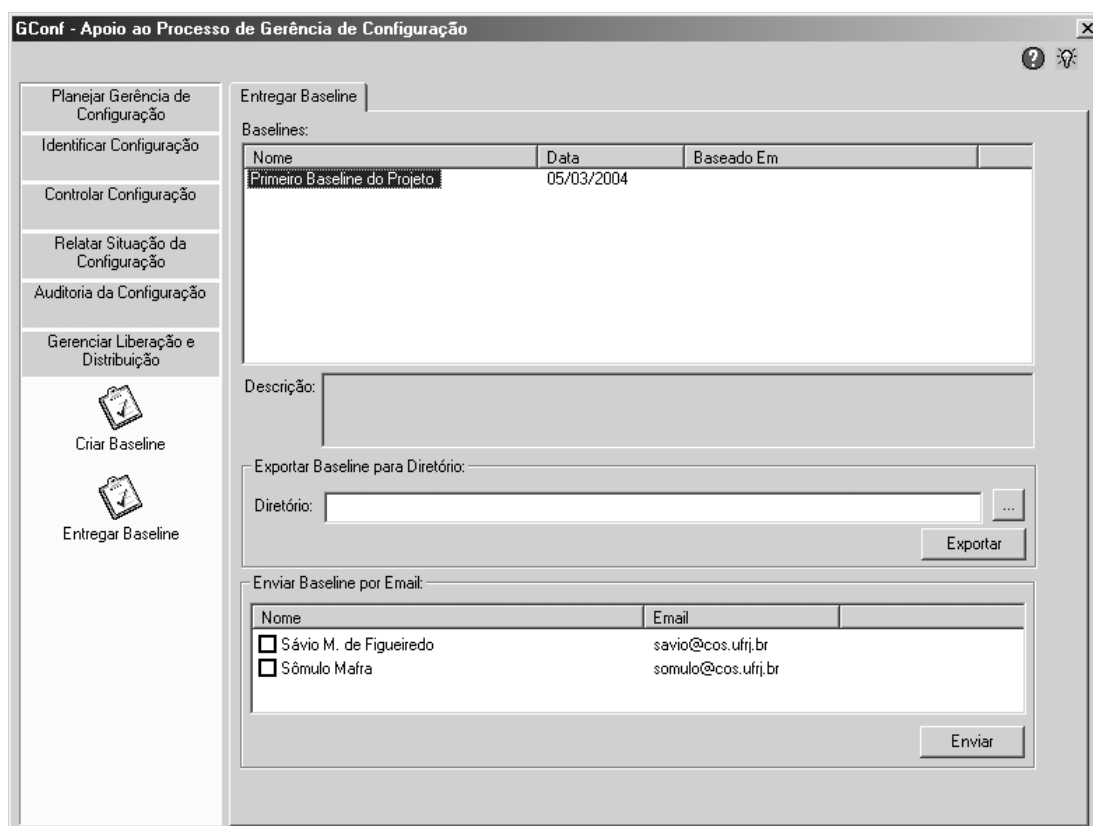 GConf - Apoio ao Processo de Gerência de Configuração
Planejar Gerência de
Configuração
Identificar Configuração
Controlar Configuração
Relatar Situação da
Configuração
Auditoria da Configuração
Gerenciar Liberação e
Distribuição
Criar Baseline
Entregar Baseline
Entregar Baseline
Baselines:
Nome Data Baseado Em
Primeiro Baseline do Projeto 05/03/2004
Descrição:
Exportar Baseline para Diretório:
Diretório: ...
Exportar
Enviar Baseline por Email:
Nome Email
Sávio M. de Figueiredo savio@cos.ufrj.br
Sômulo Mafra somulo@cos.ufrj.br
Enviar